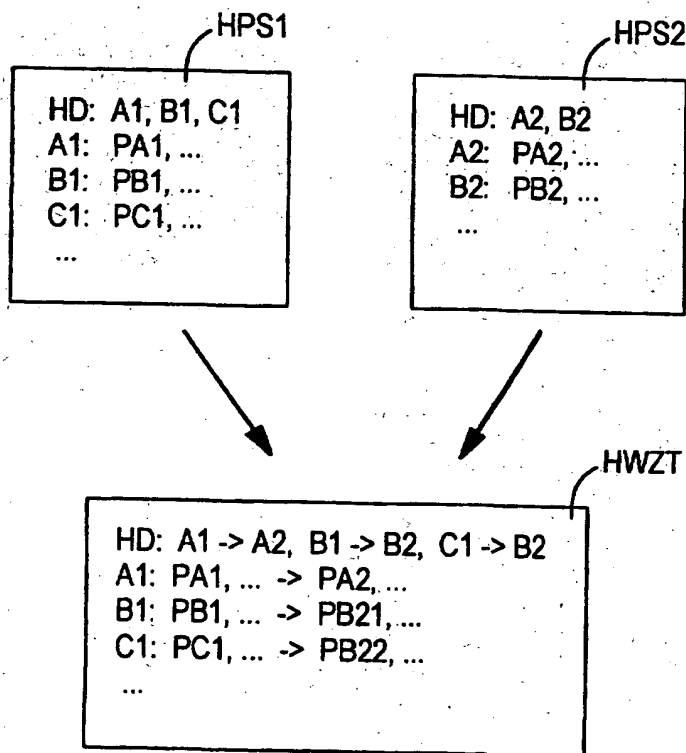 HPS1
HD: A1, B1, C1
A1: PA1, ...
B1: PB1, ...
C1: PC1, ...
...
HPS2
HD: A2, B2
A2: PA2, ...
B2: PB2, ...
...
HWZT
HD: A1 -> A2, B1 -> B2, C1 -> B2
A1: PA1, ... -> PA2, ...
B1: PB1, ... -> PB21, ...
C1: PC1, ... -> PB22, ...
...